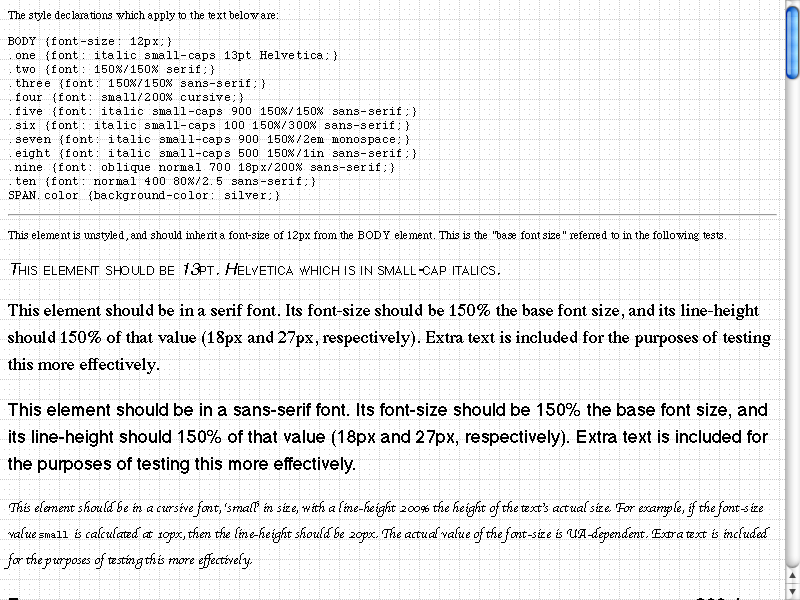 The style declarations which apply to the text below are:
BODY {font-size: 12px;}
.one {font: italic small-caps 13pt Helvetica;}
.two {font: 150%/150% serif;}
.three {font: 150%/150% sans-serif;}
.four {font: small/200% cursive;}
.five {font: italic small-caps 900 150%/150% sans-serif;}
.six {font: italic small-caps 100 150%/300% sans-serif;}
.seven {font: italic small-caps 900 150%/2em monospace;}
.eight {font: italic small-caps 500 150%/1in sans-serif;}
.nine {font: oblique normal 700 18px/200% sans-serif;}
.ten {font: normal 400 80%/2.5 sans-serif;}
SPAN.color {background-color: silver;}
This element is unstyled, and should inherit a font-size of 12px from the BODY element. This is the "base font size" referred to in the following tests.
This element should be 13pt. Helvetica which is in small-cap italics.
This element should be in a serif font. Its font-size should be 150% the base font size, and its line-height
should 150% of that value (18px and 27px, respectively). Extra text is included for the purposes of testing
this more effectively.
This element should be in a sans-serif font. Its font-size should be 150% the base font size, and
its line-height should 150% of that value (18px and 27px, respectively). Extra text is included for
the purposes of testing this more effectively.
This element should be in a cursive font, 'small' in size, with a line-height 200% the height of the text's actual size. For example, if the font-size
value small is calculated at 10px, then the line-height should be 20px. The actual value of the font-size is UA-dependent. Extra text is included
for the purposes of testing this more effectively.